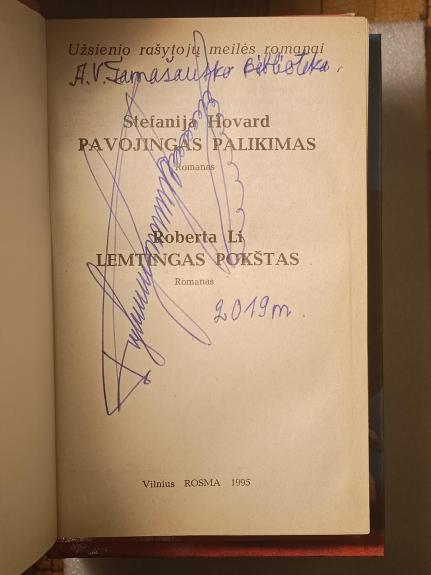 Užsienio rašytojų meilės romanai
A.V. Tamašausko biblioteka.
Stefanija Hovard
PAVOJINGAS PALIKIMAS
Romanas
Roberta Li
LEMTINGAS POKŠTAS
Romanas
2019m.
Vilnius ROSMA 1995